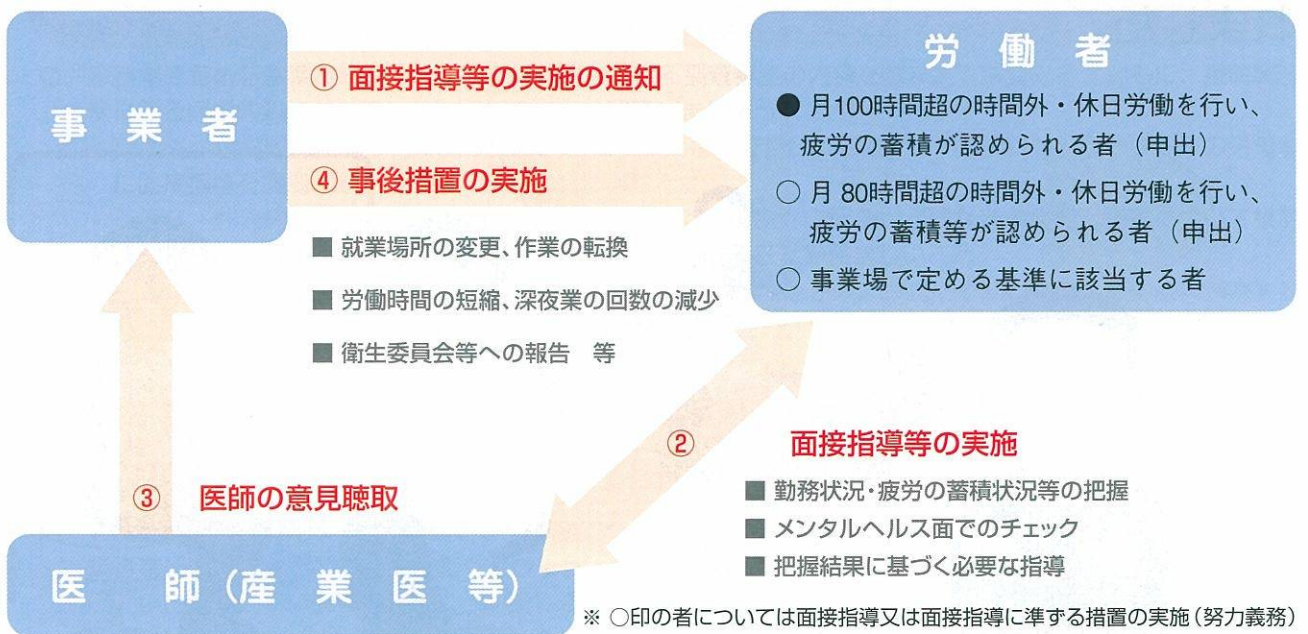 事業者
① 面接指導等の実施の通知
④ 事後措置の実施
■ 就業場所の変更、作業の転換
■ 労働時間の短縮、深夜業の回数の減少
■ 衛生委員会等への報告 等
労働者
● 月100時間超の時間外・休日労働を行い、
疲労の蓄積が認められる者（申出）
○ 月80時間超の時間外・休日労働を行い、
疲労の蓄積等が認められる者（申出）
○ 事業場で定める基準に該当する者
② 面接指導等の実施
■ 勤務状況・疲労の蓄積状況等の把握
■ メンタルヘルス面でのチェック
■ 把握結果に基づく必要な指導
③ 医師の意見聴取
医師（産業医等）
※ ○印の者については面接指導又は面接指導に準ずる措置の実施（努力義務）